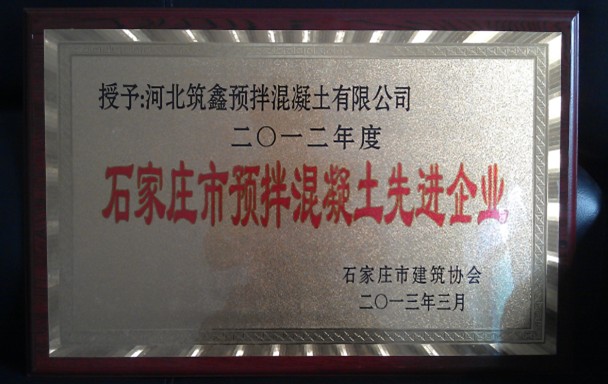 授予:河北筑鑫预拌混凝土有限公司
二〇一二年度
石家庄市预拌混凝土先进企业
石家庄市建筑协会
二〇一三年三月